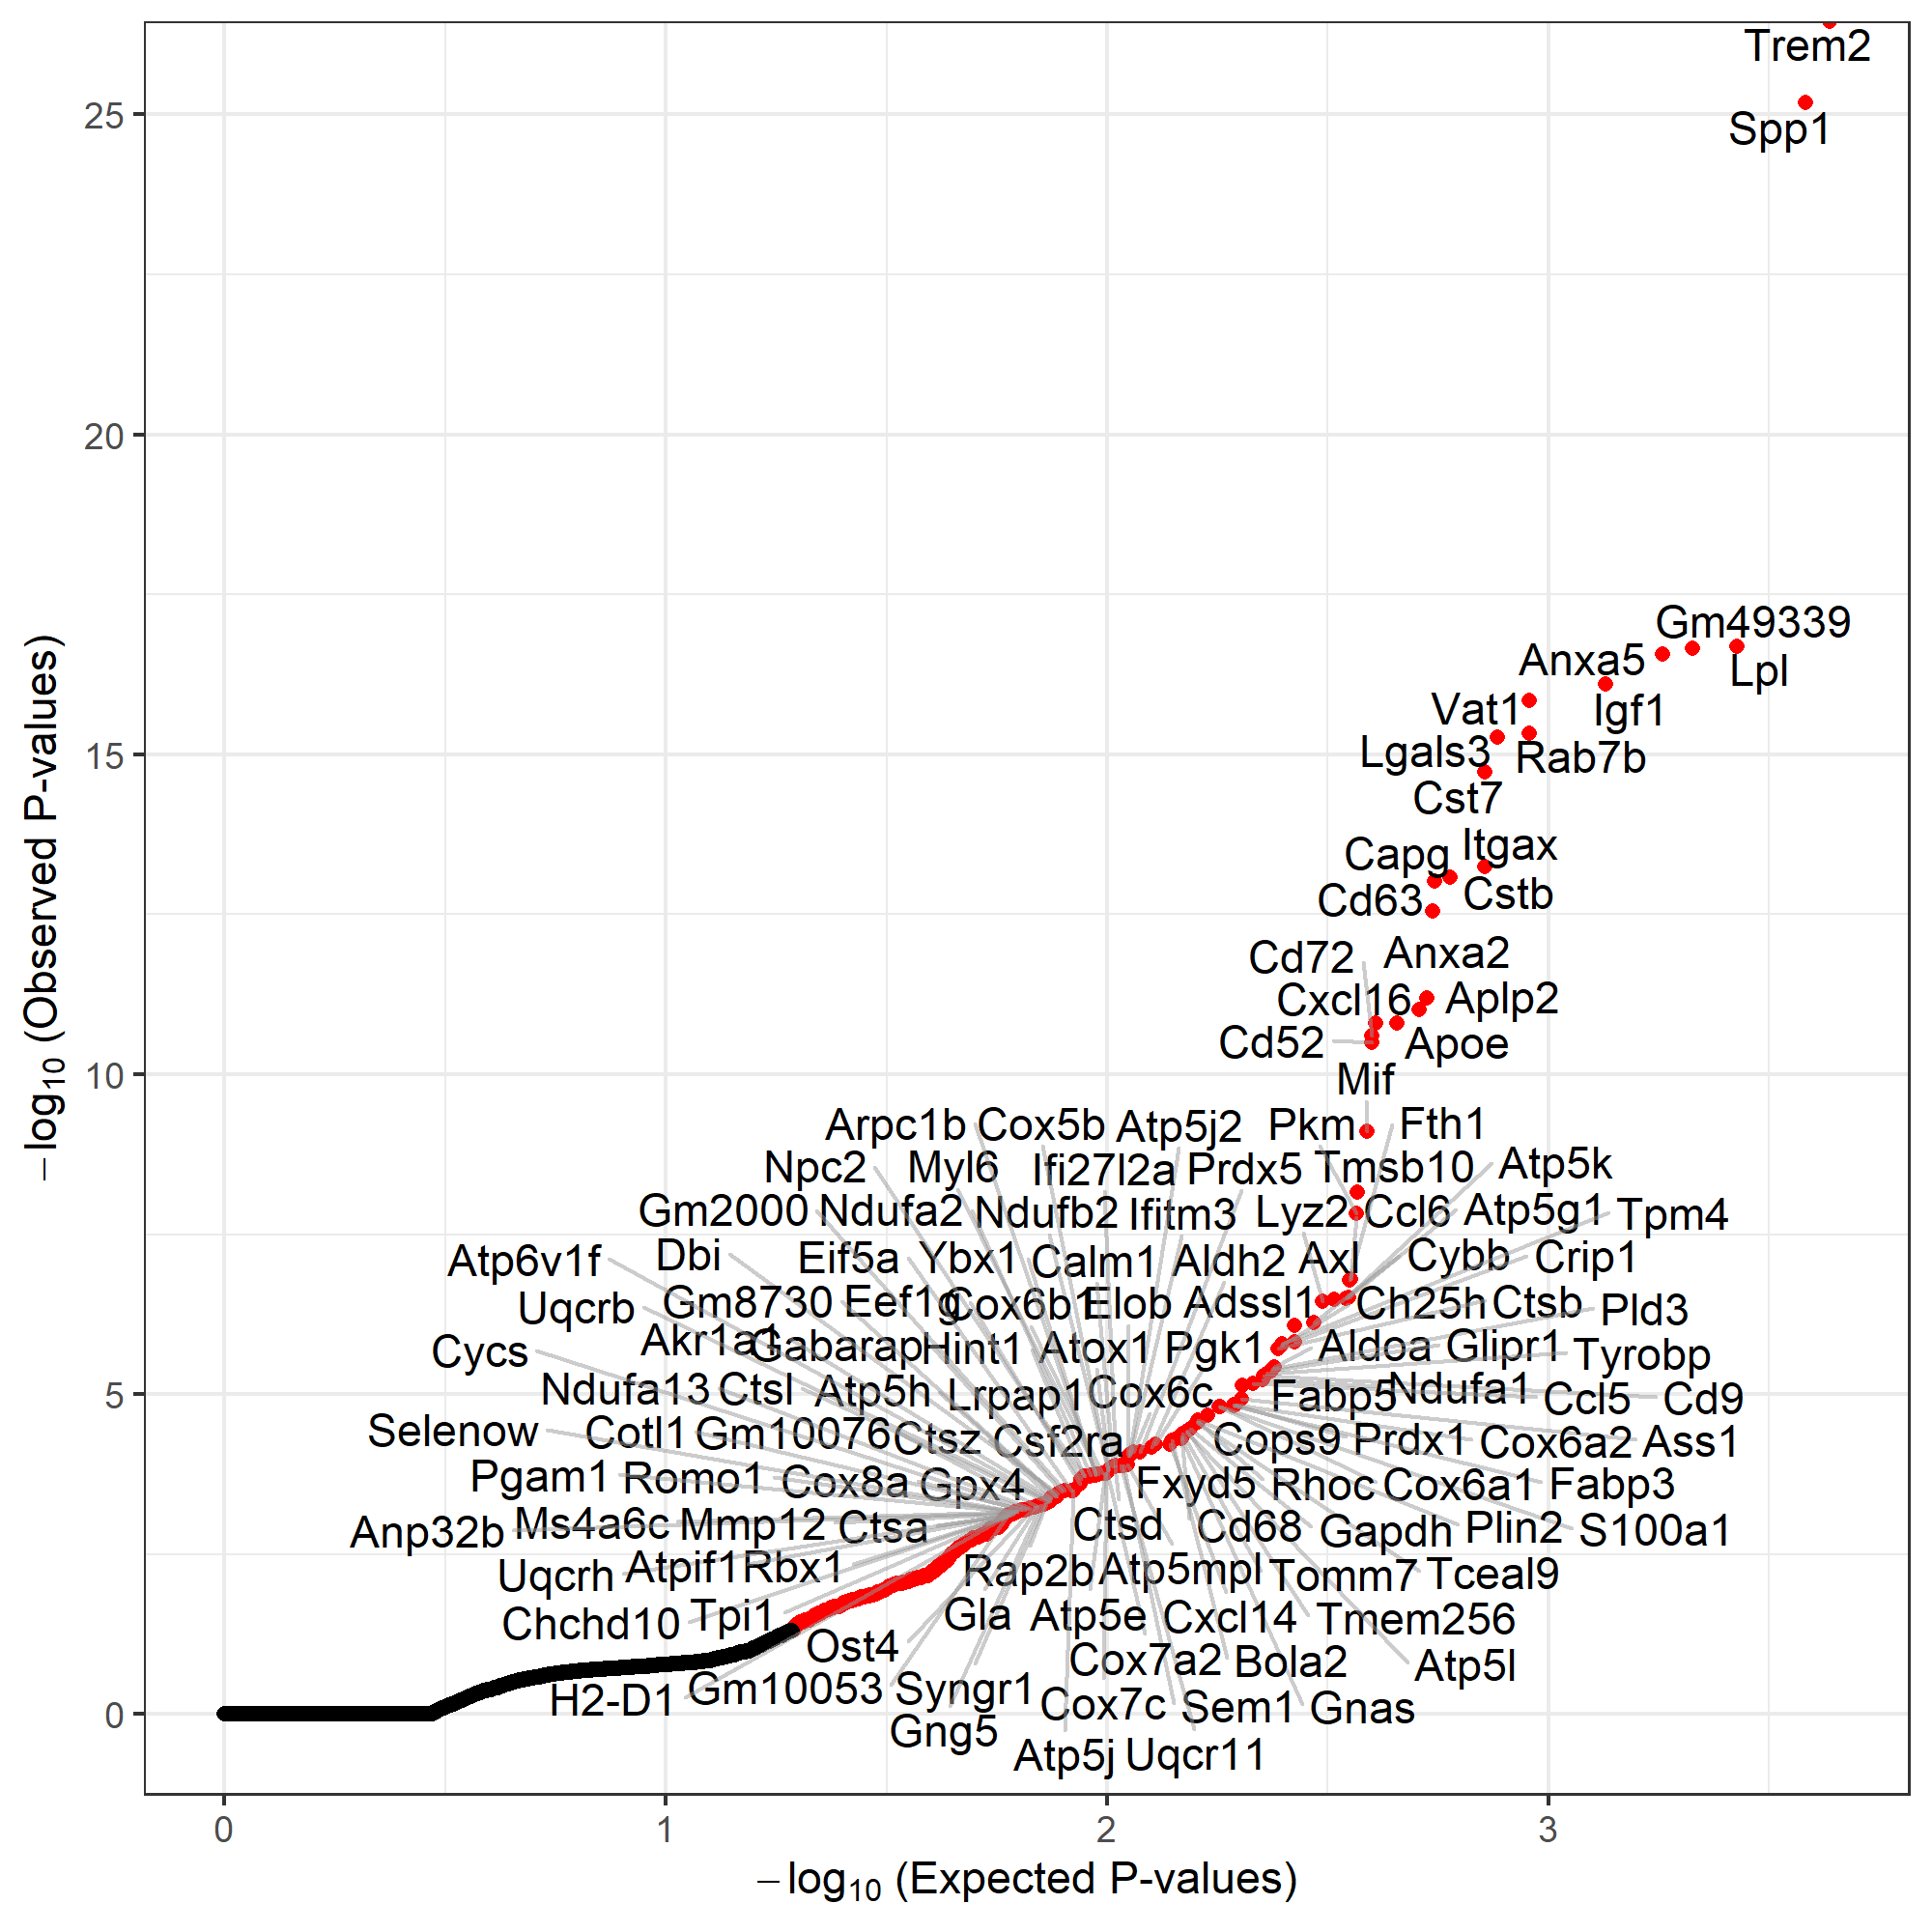 Trem2
25
Spp1
20
Gm49339
Anxa5
Lpl
Vat1
Igf1
15
Lgals3
Rab7b
Cst7
Itgax
Capg
Cstb
Cd63
Anxa2
Cd72
Cxcl16
Aplp2
Cd52
Apoe
10
Mif
Arpc1b Cox5b Atp5j2 Pkm Fth1
Npc2 Myl6 Ifi27l2a Prdx5 Tmsb10 Atp5k
Gm2000 Ndufa2 Ndufb2 Ifitm3 Lyz2 Ccl6 Atp5g1 Tpm4
Atp6v1f Dbi Eif5a Ybx1 Calm1 Aldh2 Axl Cybb Crip1
Uqcrb Gm8730 Eef1g Cox6b1 Elob Adssl1 Ch25h Ctsb Pld3
Cycs Akr1a1 Gabarap Hint1 Atox1 Pgk1 Aldoa Glipr1 Tyrobp
5
Ndufa13 Ctsl Atp5h Lrpap1 Cox6c Fabp5 Ndufa1 Ccl5 Cd9
Selenow Cotl1 Gm10076 Ctsz Csf2ra Cops9 Prdx1 Cox6a2 Ass1
Pgam1 Romo1 Cox8a Gpx4 Fxyd5 Rhoc Cox6a1 Fabp3
Anp32b Ms4a6c Mmp12 Ctsa Ctsd Cd68 Gapdh Plin2 S100a1
Uqcrh Atpif1 Rbx1 Rap2b Atp5mpl Tomm7 Tceal9
Chchd10 Tpi1 Gla Atp5e Cxcl14 Tmem256
Ost4 Cox7a2 Bola2 Atp5l
H2-D1 Gm10053 Syngr1 Cox7c Sem1 Gnas
0
Gng5
Atp5j Uqcr11
0 1 2 3
−log10 (Expected P-values)
−log10 (Observed P-values)